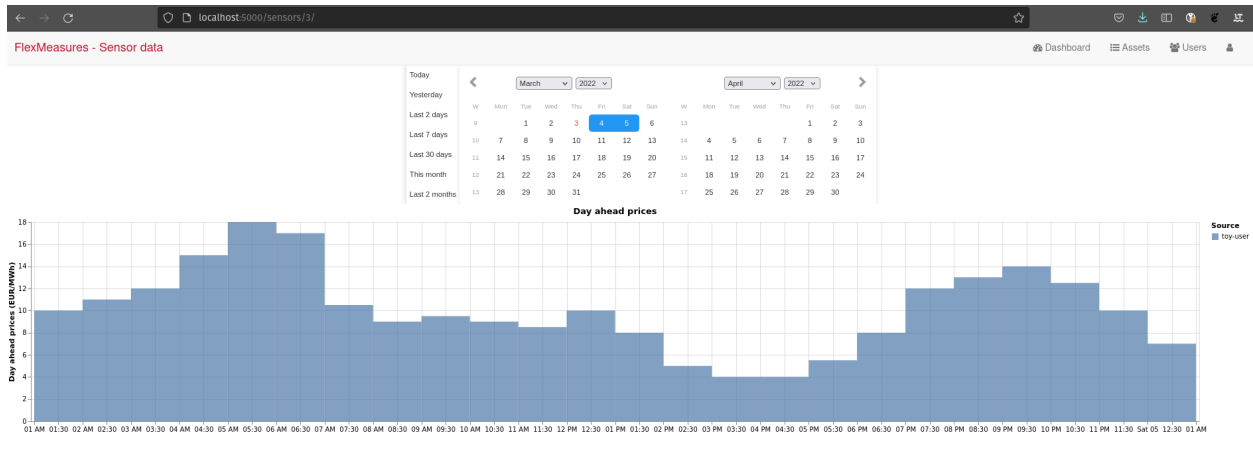 localhost:5000/sensors/3/
FlexMeasures - Sensor data Dashboard Assets Users
Today
Yesterday
Last 2 days
Last 7 days
Last 30 days
This month
Last 2 months
March 2022
W Mon Tue Wed Thu Fri Sat Sun
9 1 2 3 4 5 6
10 7 8 9 10 11 12 13
11 14 15 16 17 18 19 20
12 21 22 23 24 25 26 27
13 28 29 30 31
April 2022
W Mon Tue Wed Thu Fri Sat Sun
13 1 2 3
14 4 5 6 7 8 9 10
15 11 12 13 14 15 16 17
16 18 19 20 21 22 23 24
17 25 26 27 28 29 30
Day ahead prices
Day ahead prices (EUR/MWh)
18
16
14
12
10
8
6
4
2
0
01 AM 01:30 02 AM 02:30 03 AM 03:30 04 AM 04:30 05 AM 05:30 06 AM 06:30 07 AM 07:30 08 AM 08:30 09 AM 09:30 10 AM 10:30 11 AM 11:30 12 PM 12:30 01 PM 01:30 02 PM 02:30 03 PM 03:30 04 PM 04:30 05 PM 05:30 06 PM 06:30 07 PM 07:30 08 PM 08:30 09 PM 09:30 10 PM 10:30 11 PM 11:30 Sat 05 12:30 01 AM
Source
toy-user